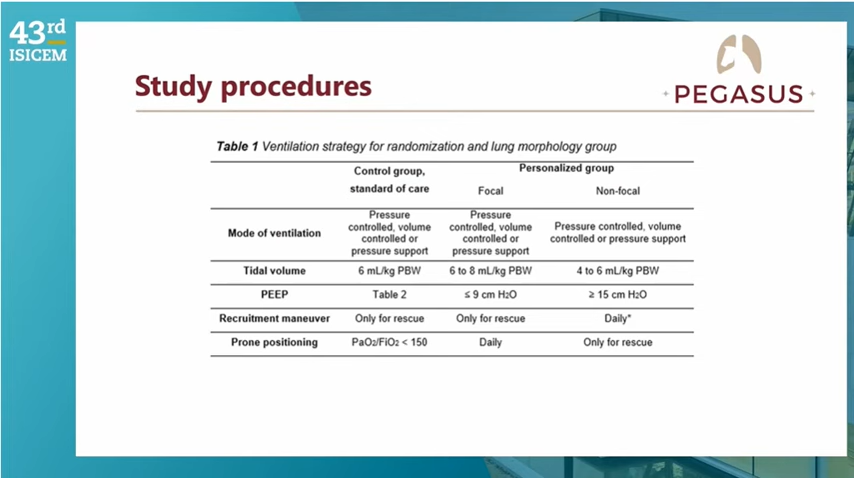 43rd
ISICEM
Study procedures
PEGASUS
Table 1 Ventilation strategy for randomization and lung morphology group
Control group, standard of care
Personalized group
Focal
Non-focal
Mode of ventilation
Pressure controlled, volume controlled or pressure support
Pressure controlled, volume controlled or pressure support
Pressure controlled, volume controlled or pressure support
Tidal volume
6 mL/kg PBW
6 to 8 mL/kg PBW
4 to 6 mL/kg PBW
PEEP
Table 2
≤ 9 cm H2O
≥ 15 cm H2O
Recruitment maneuver
Only for rescue
Only for rescue
Daily*
Prone positioning
PaO2/FiO2 < 150
Daily
Only for rescue